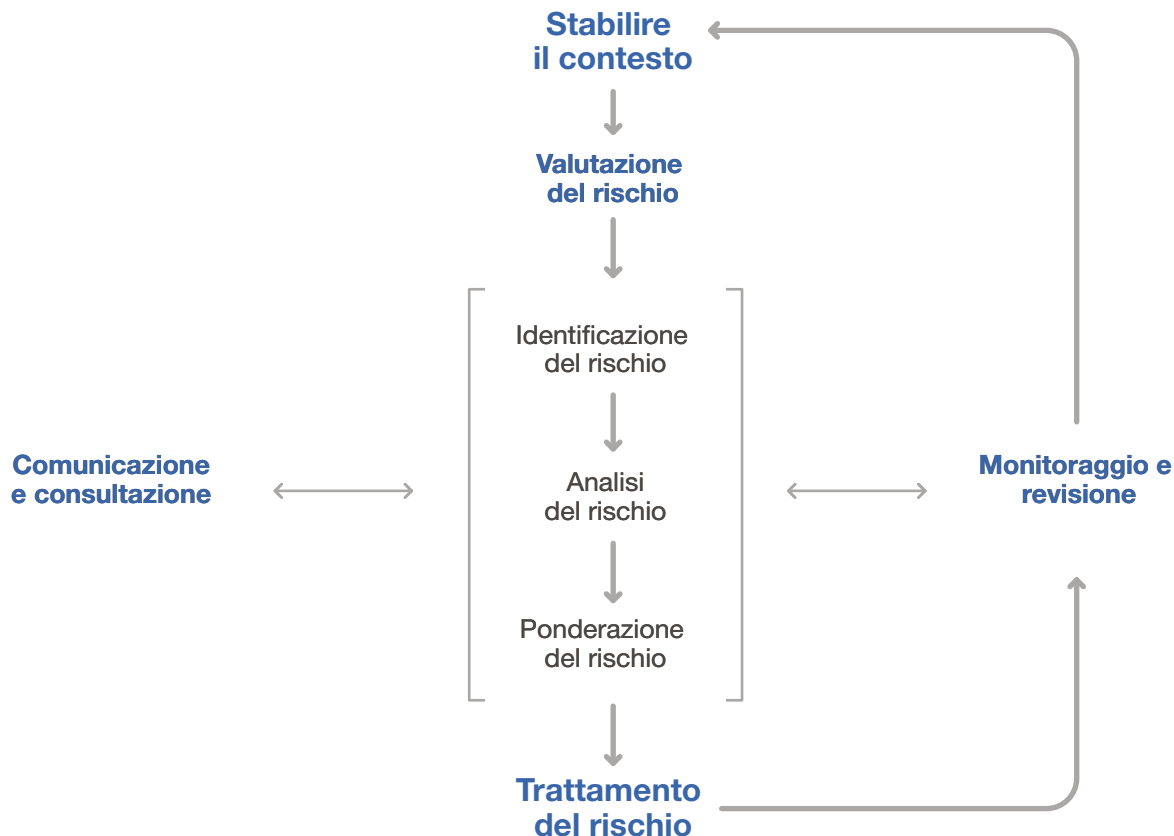 Stabilire
il contesto
Valutazione
del rischio
Identificazione
del rischio
Analisi
del rischio
Ponderazione
del rischio
Comunicazione
e consultazione
Monitoraggio e
revisione
Trattamento
del rischio